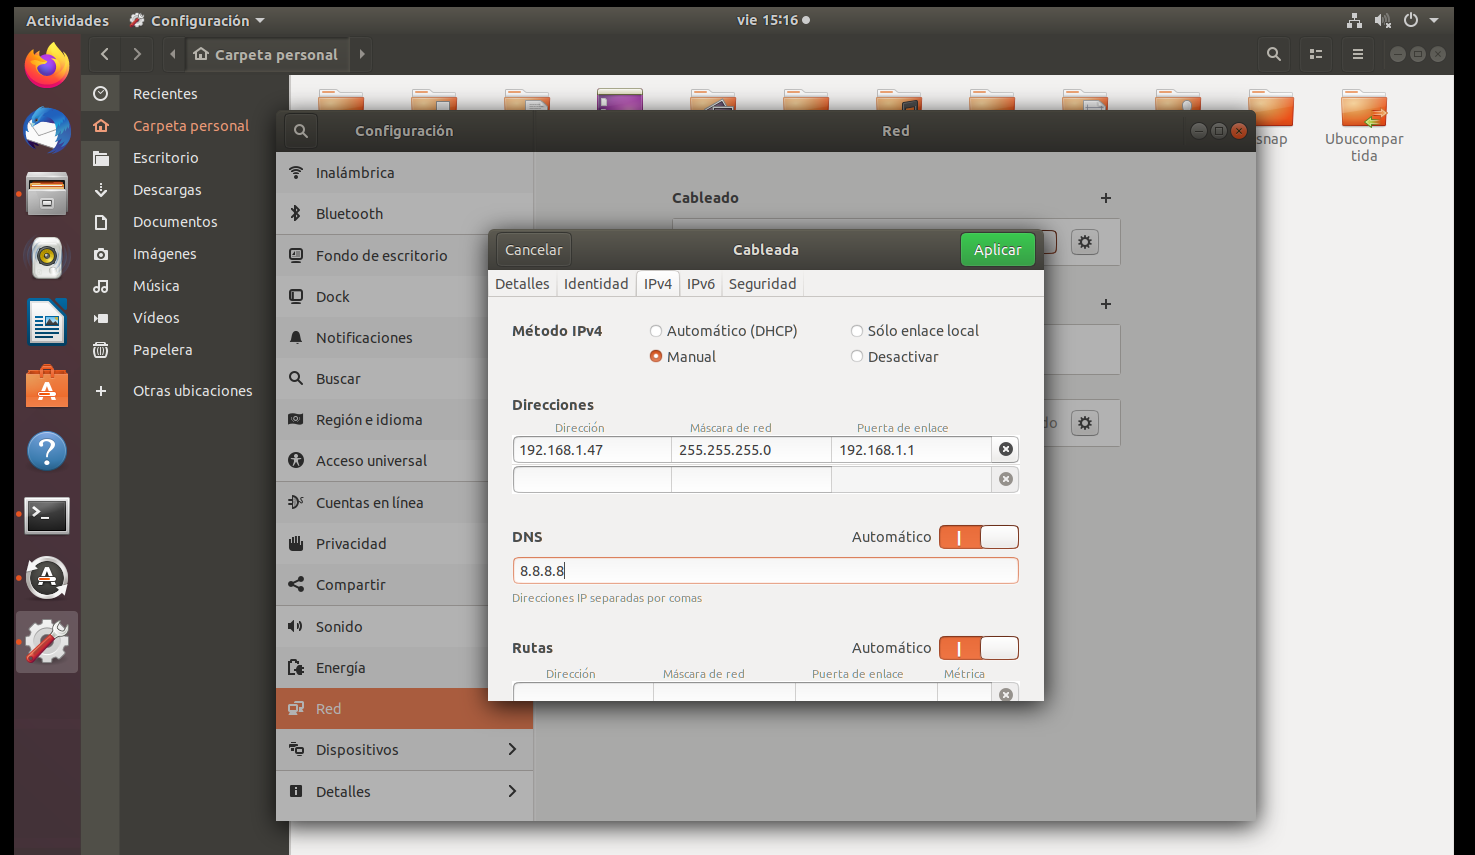 Actividades
Configuración
vie 15:16
Carpeta personal
Recientes
Carpeta personal
Escritorio
Descargas
Documentos
Imágenes
Música
Vídeos
Papelera
Otras ubicaciones
snap
Ubucompar
tida
Configuración
Red
Inalámbrica
Bluetooth
Fondo de escritorio
Dock
Notificaciones
Buscar
Región e idioma
Acceso universal
Cuentas en línea
Privacidad
Compartir
Sonido
Energía
Red
Dispositivos
Detalles
Cableado
Cancelar
Cableada
Aplicar
Detalles
Identidad
IPv4
IPv6
Seguridad
Método IPv4
Automático (DHCP)
Sólo enlace local
Manual
Desactivar
Direcciones
Dirección
Máscara de red
Puerta de enlace
192.168.1.47
255.255.255.0
192.168.1.1
DNS
Automático
8.8.8.8
Direcciones IP separadas por comas
Rutas
Automático
Dirección
Máscara de red
Puerta de enlace
Métrica